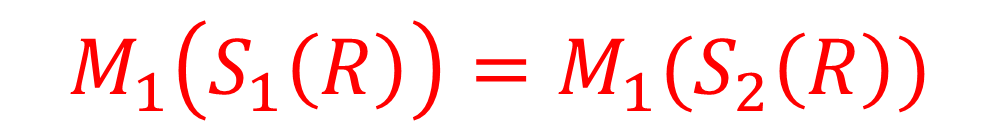 M₁(S₁(R)) = M₁(S₂(R))